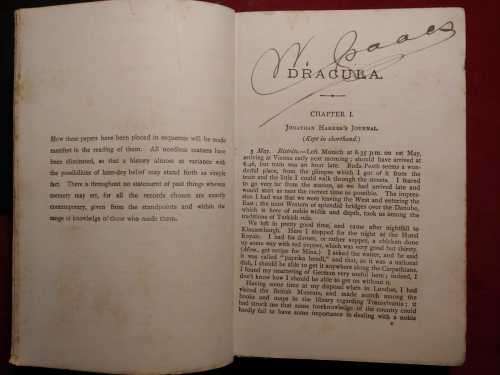 How these papers have been placed in sequence will be made
manifest in the reading of them. All needless matters have
been eliminated, so that a history almost at variance with
the possibilities of later-day belief may stand forth as simple
fact. There is throughout no statement of past things wherein
memory may err, for all the records chosen are exactly
contemporary, given from the standpoints and within the
range of knowledge of those who made them.
W. Isaacs
DRACULA.
CHAPTER I.
JONATHAN HARKER'S JOURNAL.
(Kept in shorthand.)
3 May. Bistritz.—Left Munich at 8.35 p.m. on 1st May,
arriving at Vienna early next morning; should have arrived at
6.46, but train was an hour late. Buda-Pesth seems a won-
derful place, from the glimpse which I got of it from the
train and the little I could walk through the streets. I feared
to go very far from the station, as we had arrived late and
would start as near the correct time as possible. The impres-
sion I had was that we were leaving the West and entering the
East; the most Western of splendid bridges over the Danube,
which is here of noble width and depth, took us among the
traditions of Turkish rule.
We left in pretty good time, and came after nightfall to
Klausenburgh. Here I stopped for the night at the Hotel
Royale. I had for dinner, or rather supper, a chicken done
up some way with red pepper, which was very good but thirsty.
(Mem., get recipe for Mina.) I asked the waiter, and he said
it was called "paprika hendl," and that, as it was a national
dish, I should be able to get it anywhere along the Carpathians.
I found my smattering of German very useful here; indeed, I
don't know how I should be able to get on without it.
Having some time at my disposal when in London, I had
visited the British Museum, and made search among the
books and maps in the library regarding Transylvania; it
had struck me that some foreknowledge of the country could
hardly fail to have some importance in dealing with a noble